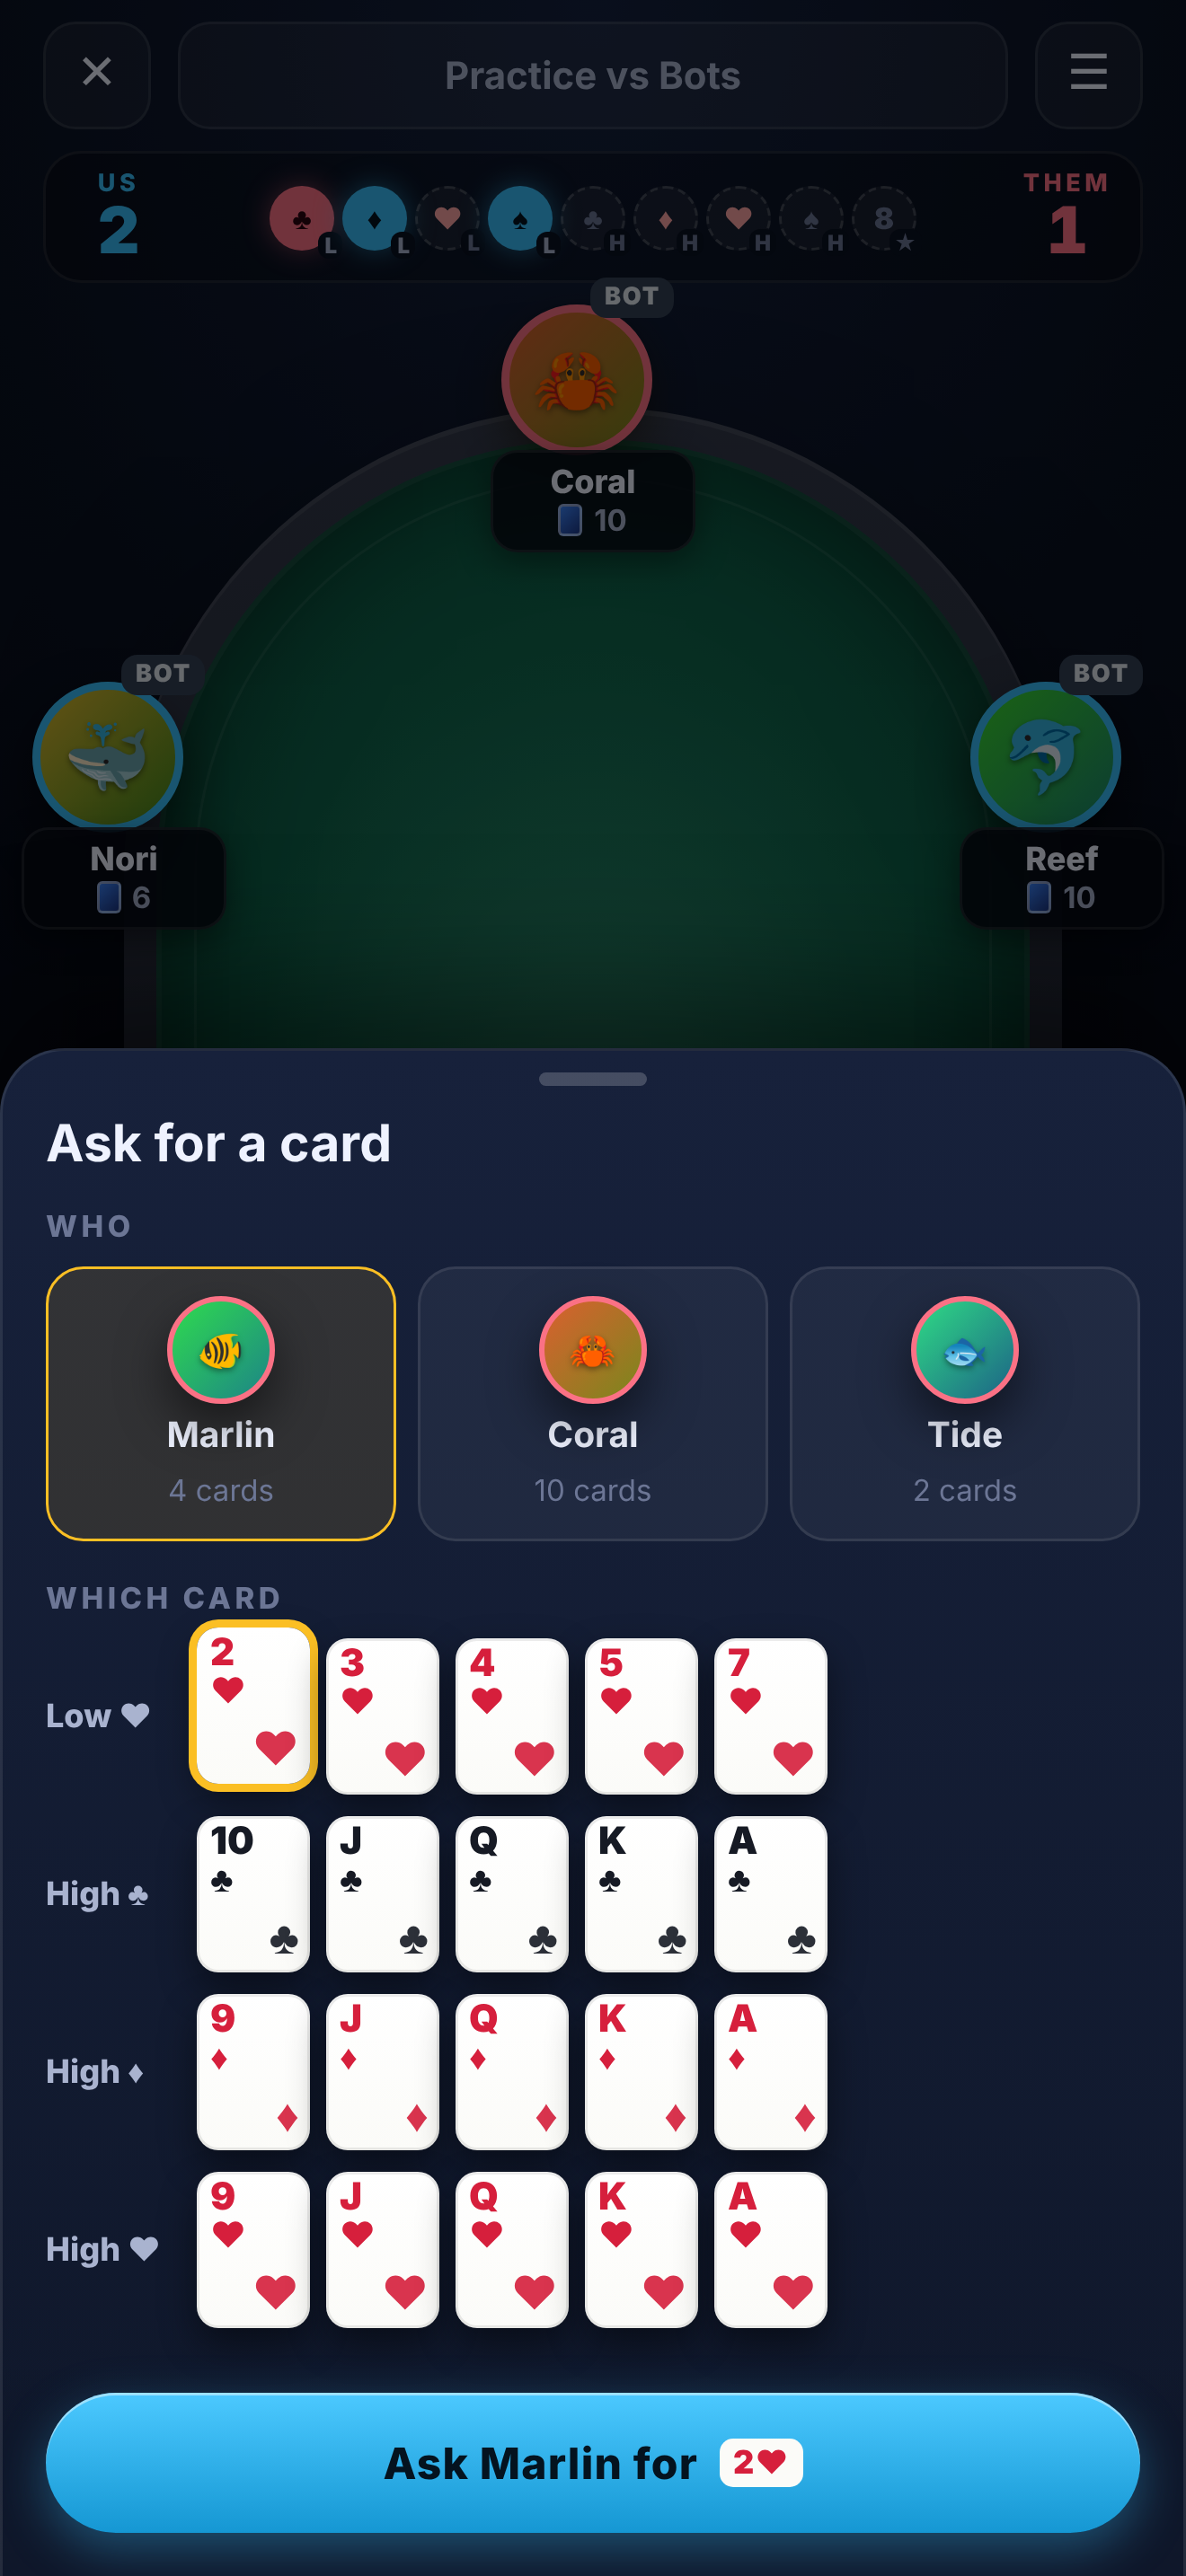 ✕ Practice vs Bots ☰
US THEM
2 ♣ L ♦ L ♥ L ♠ L ♣ H ♦ H ♥ H ♠ H 8 ★ 1
BOT
Coral
10
BOT BOT
Nori Reef
6 10
Ask for a card
WHO
Marlin Coral Tide
4 cards 10 cards 2 cards
WHICH CARD
Low ♥ 2♥ 3♥ 4♥ 5♥ 7♥
High ♣ 10♣ J♣ Q♣ K♣ A♣
High ♦ 9♦ J♦ Q♦ K♦ A♦
High ♥ 9♥ J♥ Q♥ K♥ A♥
Ask Marlin for 2♥